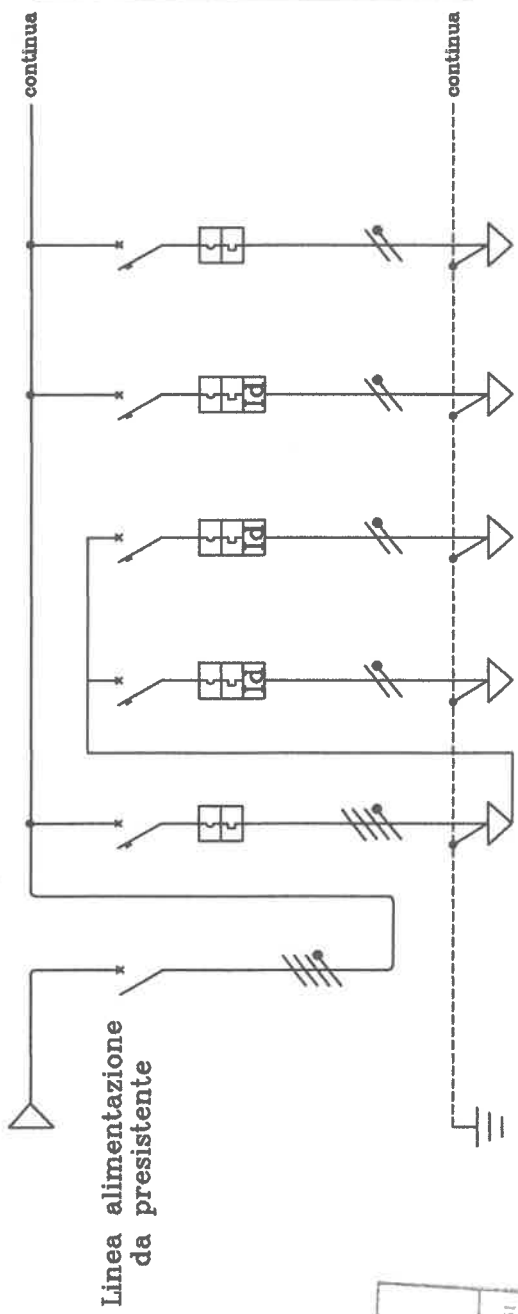 continua
continua
Linea alimentazione
da presistente
Id
Id
Id